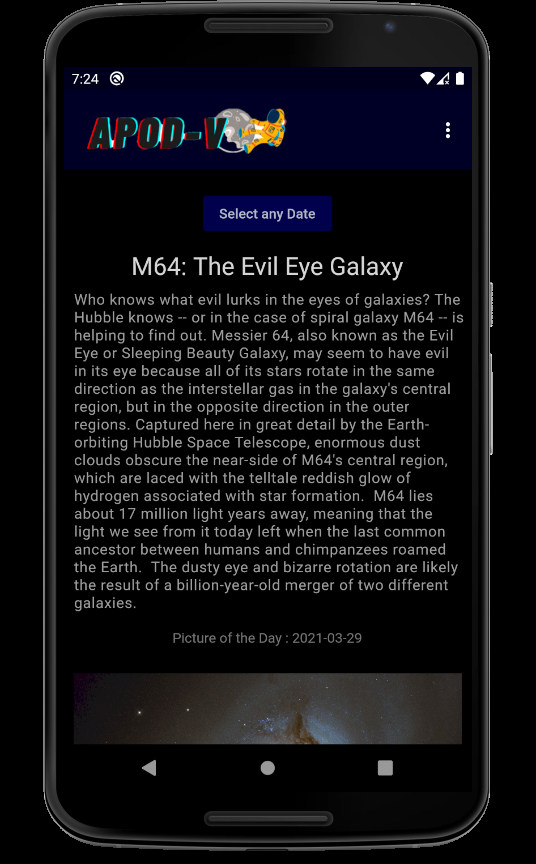 7:24
APOD-V
Select any Date
M64: The Evil Eye Galaxy
Who knows what evil lurks in the eyes of galaxies? The
Hubble knows -- or in the case of spiral galaxy M64 -- is
helping to find out. Messier 64, also known as the Evil
Eye or Sleeping Beauty Galaxy, may seem to have evil
in its eye because all of its stars rotate in the same
direction as the interstellar gas in the galaxy's central
region, but in the opposite direction in the outer
regions. Captured here in great detail by the Earth-
orbiting Hubble Space Telescope, enormous dust
clouds obscure the near-side of M64's central region,
which are laced with the telltale reddish glow of
hydrogen associated with star formation.  M64 lies
about 17 million light years away, meaning that the
light we see from it today left when the last common
ancestor between humans and chimpanzees roamed
the Earth.  The dusty eye and bizarre rotation are likely
the result of a billion-year-old merger of two different
galaxies.
Picture of the Day : 2021-03-29